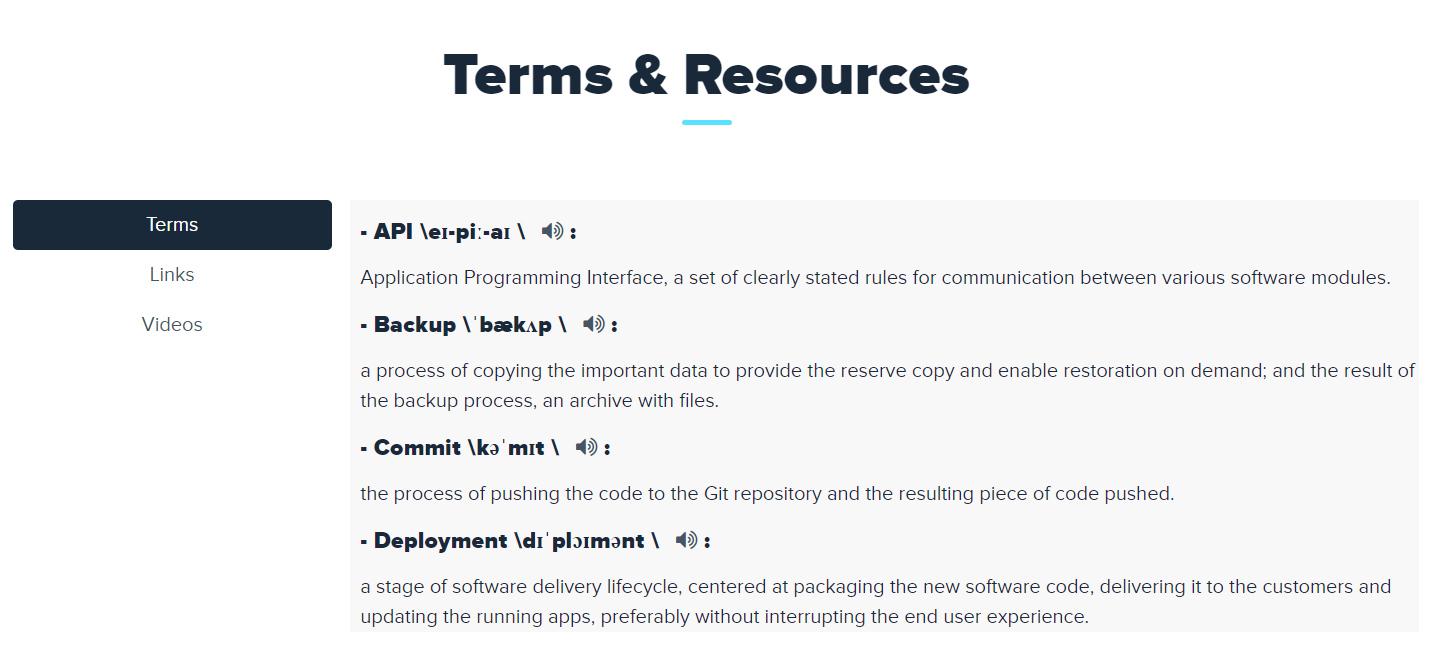 Terms & Resources
Terms
Links
Videos
- API \eɪ-piː-aɪ \ :
Application Programming Interface, a set of clearly stated rules for communication between various software modules.
- Backup \ˈbækʌp \ :
a process of copying the important data to provide the reserve copy and enable restoration on demand; and the result of
the backup process, an archive with files.
- Commit \kəˈmɪt \ :
the process of pushing the code to the Git repository and the resulting piece of code pushed.
- Deployment \dɪˈplɔɪmənt \ :
a stage of software delivery lifecycle, centered at packaging the new software code, delivering it to the customers and
updating the running apps, preferably without interrupting the end user experience.